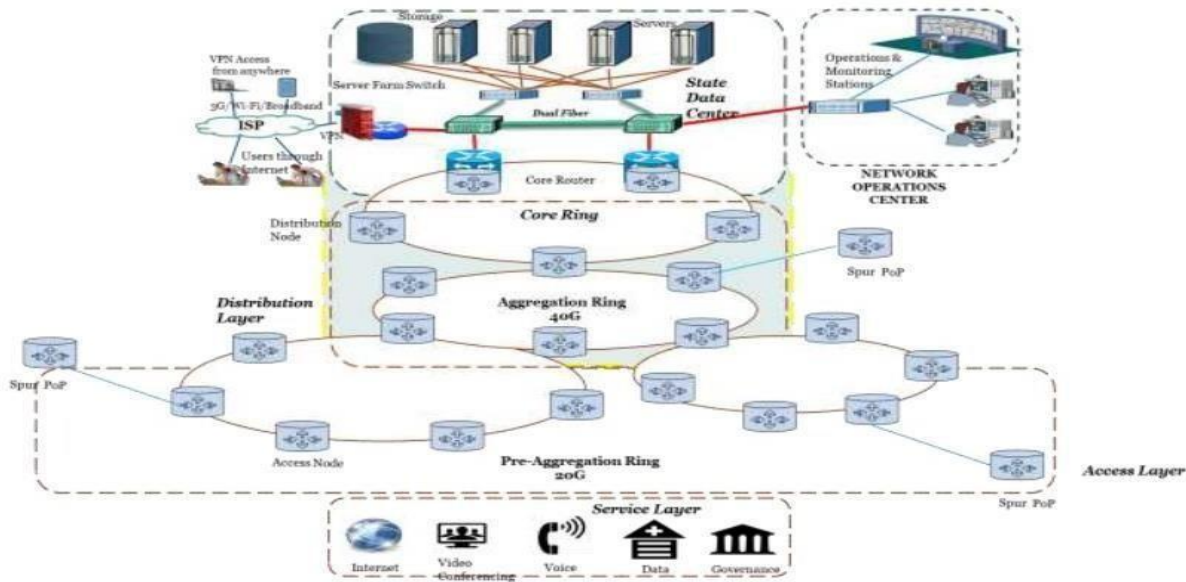 Storage
Servers
VPN Access
from anywhere
Server Farm Switch
3G/Wi-Fi/Broadband
ISP
VPN
Dual Fiber
State
Data
Center
Operations &
Monitoring
Stations
NETWORK
OPERATIONS
CENTER
Users through
Internet
Core Router
Core Ring
Distribution
Node
Spur PoP
Distribution
Layer
Aggregation Ring
40G
Spur PoP
Access Node
Pre-Aggregation Ring
20G
Access Layer
Spur PoP
Service Layer
Internet
Video
Conferencing
Voice
Data
Governance